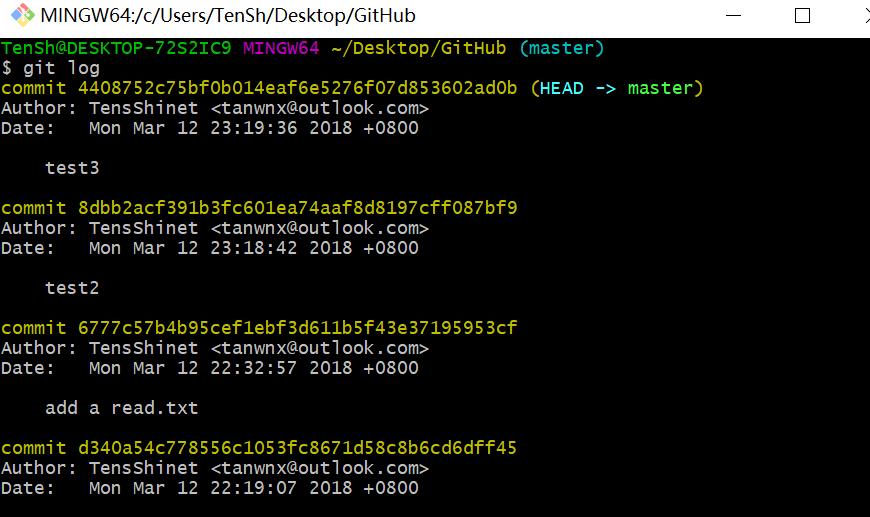 MINGW64:/c/Users/TenSh/Desktop/GitHub
TenSh@DESKTOP-72S2IC9 MINGW64 ~/Desktop/GitHub (master)
$ git log
commit 4408752c75bf0b014eaf6e5276f07d853602ad0b (HEAD -> master)
Author: TensShinet <tanwnx@outlook.com>
Date:   Mon Mar 12 23:19:36 2018 +0800
test3
commit 8dbb2acf391b3fc601ea74aaf8d8197cff087bf9
Author: TensShinet <tanwnx@outlook.com>
Date:   Mon Mar 12 23:18:42 2018 +0800
test2
commit 6777c57b4b95cef1ebf3d611b5f43e37195953cf
Author: TensShinet <tanwnx@outlook.com>
Date:   Mon Mar 12 22:32:57 2018 +0800
add a read.txt
commit d340a54c778556c1053fc8671d58c8b6cd6dff45
Author: TensShinet <tanwnx@outlook.com>
Date:   Mon Mar 12 22:19:07 2018 +0800